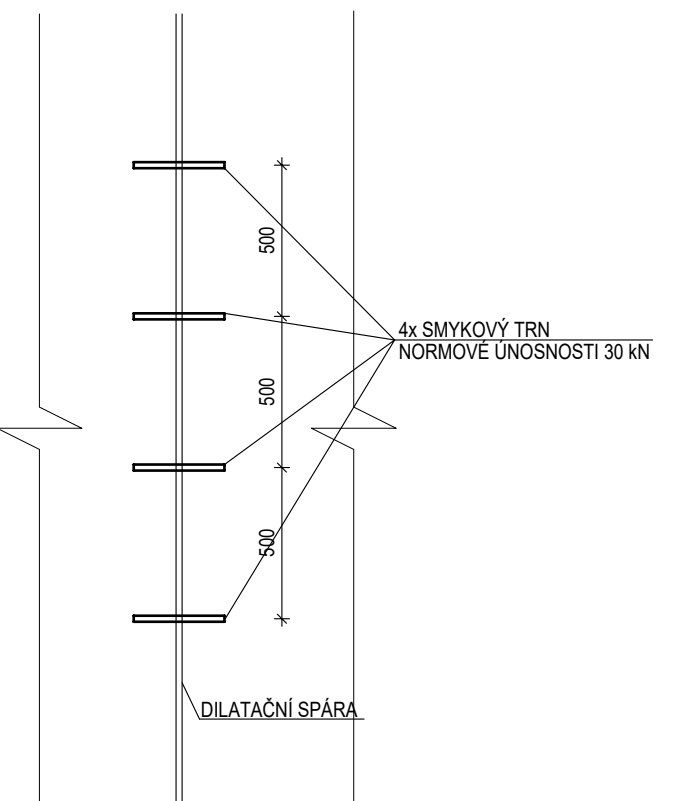 500
4x SMYKOVÝ TRN
NORMOVÉ ÚNOSNOSTI 30 kN
500
500
DILATAČNÍ SPÁRA